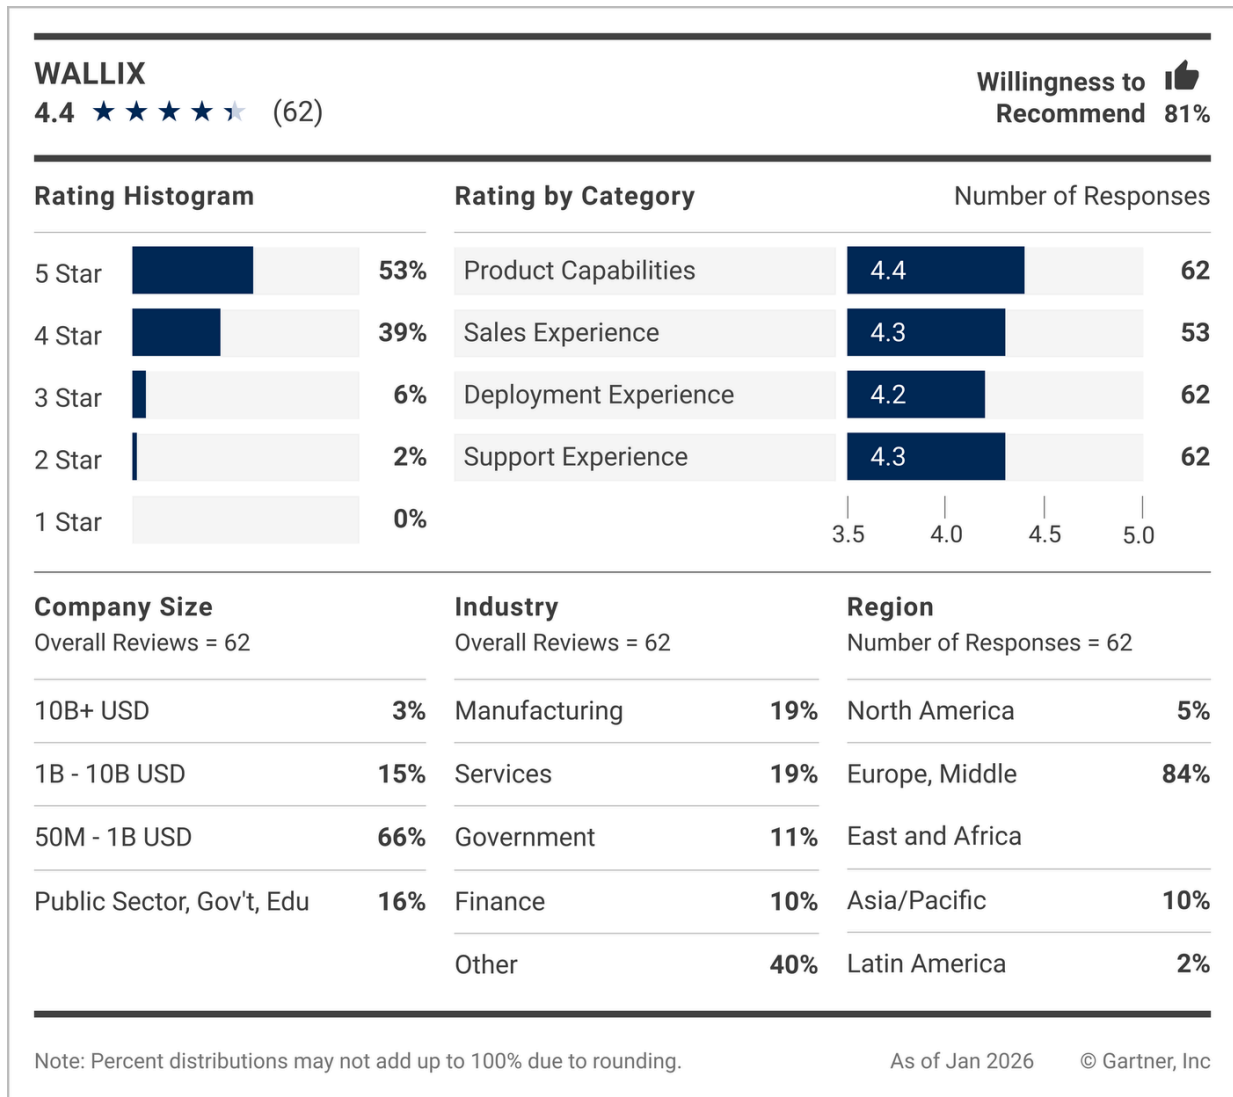 WALLIX
4.4 ★ ★ ★ ★ ★ (62)
Willingness to
Recommend 81%
Rating Histogram
5 Star 53%
4 Star 39%
3 Star 6%
2 Star 2%
1 Star 0%
Rating by Category Number of Responses
Product Capabilities 4.4 62
Sales Experience 4.3 53
Deployment Experience 4.2 62
Support Experience 4.3 62
3.5 4.0 4.5 5.0
Company Size
Overall Reviews = 62
10B+ USD 3%
1B - 10B USD 15%
50M - 1B USD 66%
Public Sector, Gov't, Edu 16%
Industry
Overall Reviews = 62
Manufacturing 19%
Services 19%
Government 11%
Finance 10%
Other 40%
Region
Number of Responses = 62
North America 5%
Europe, Middle 84%
East and Africa
Asia/Pacific 10%
Latin America 2%
Note: Percent distributions may not add up to 100% due to rounding.
As of Jan 2026 © Gartner, Inc